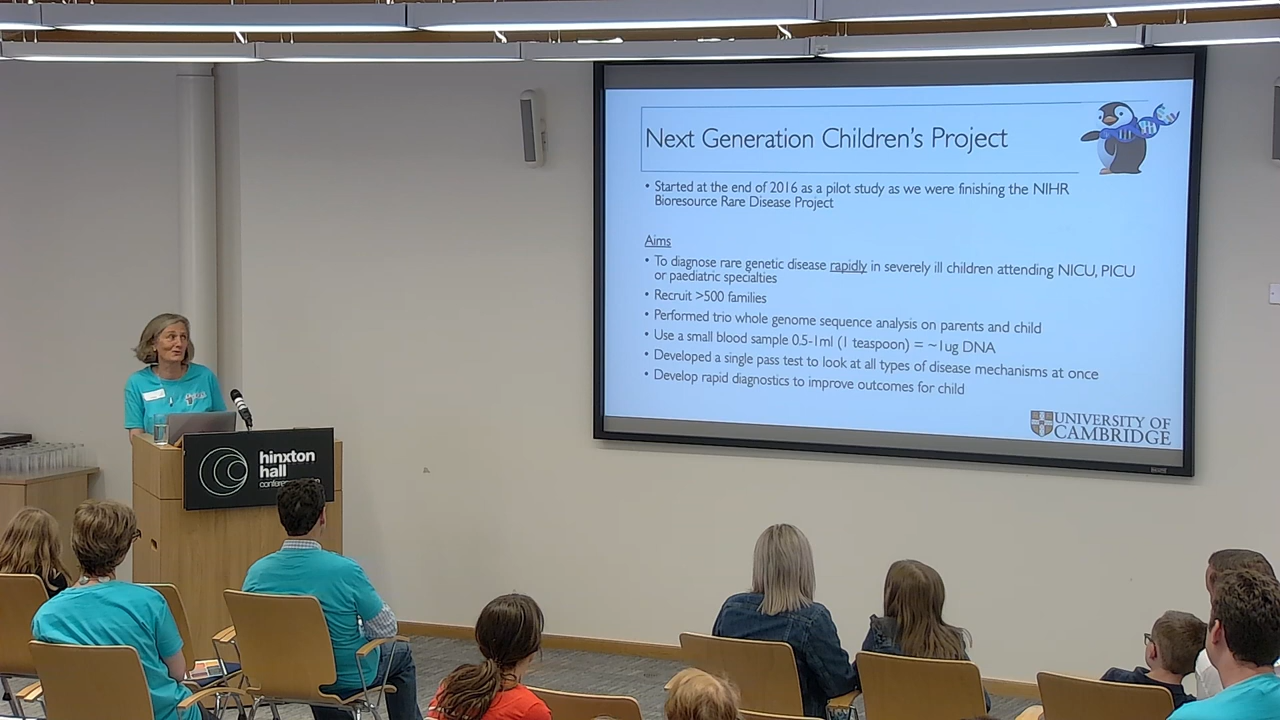 Next Generation Children's Project
• Started at the end of 2016 as a pilot study as we were finishing the NIHR
Bioresource Rare Disease Project
Aims
• To diagnose rare genetic disease rapidly in severely ill children attending NICU, PICU
or paediatric specialties
• Recruit >500 families
• Performed trio whole genome sequence analysis on parents and child
• Use a small blood sample 0.5-1ml (1 teaspoon) = ~1ug DNA
• Developed a single pass test to look at all types of disease mechanisms at once
• Develop rapid diagnostics to improve outcomes for child
UNIVERSITY OF
CAMBRIDGE
hinxton
hall